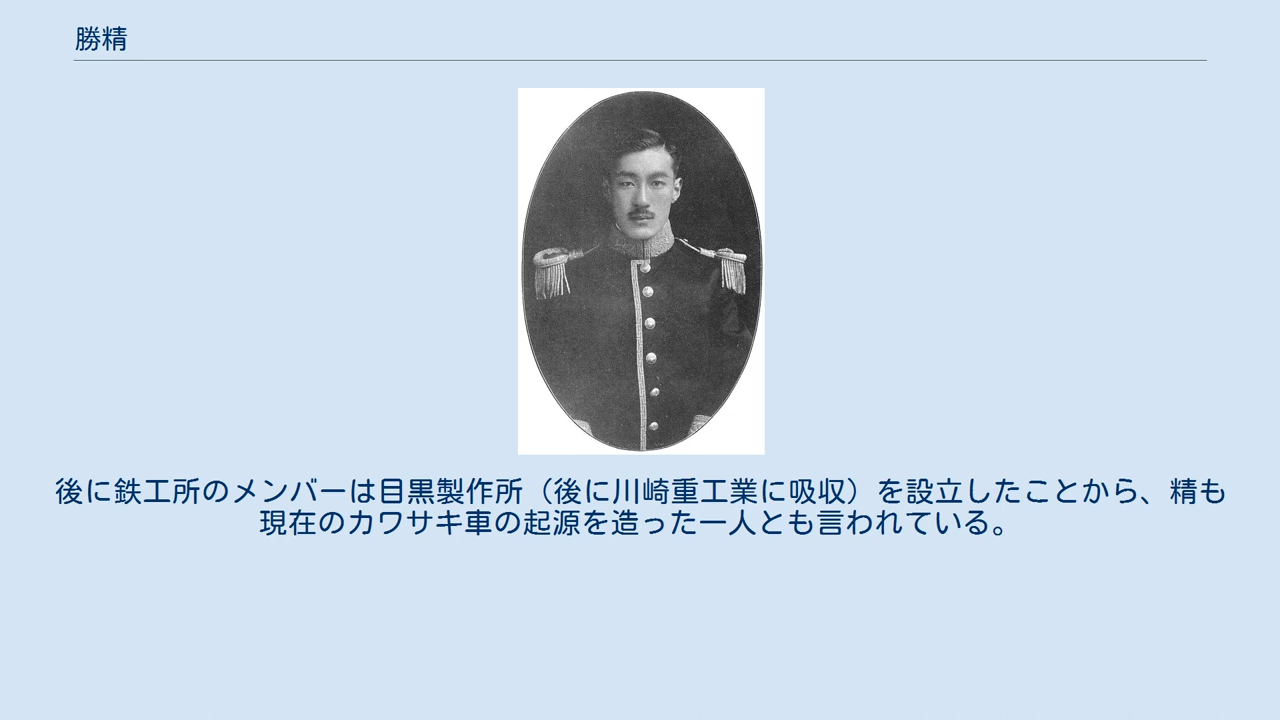 勝精
後に鉄工所のメンバーは目黒製作所（後に川崎重工業に吸収）を設立したことから、精も
現在のカワサキ車の起源を造った一人とも言われている。